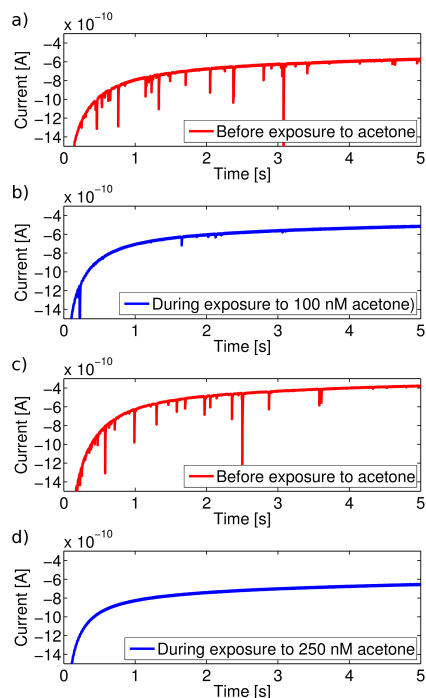 a)
x 10⁻¹⁰
Current [A]
−4
−6
−8
−10
−12
−14
Before exposure to acetone
0 1 2 3 4 5
Time [s]
b)
x 10⁻¹⁰
Current [A]
−4
−6
−8
−10
−12
−14
During exposure to 100 nM acetone)
0 1 2 3 4 5
Time [s]
c)
x 10⁻¹⁰
Current [A]
−4
−6
−8
−10
−12
−14
Before exposure to acetone
0 1 2 3 4 5
Time [s]
d)
x 10⁻¹⁰
Current [A]
−4
−6
−8
−10
−12
−14
During exposure to 250 nM acetone
0 1 2 3 4 5
Time [s]